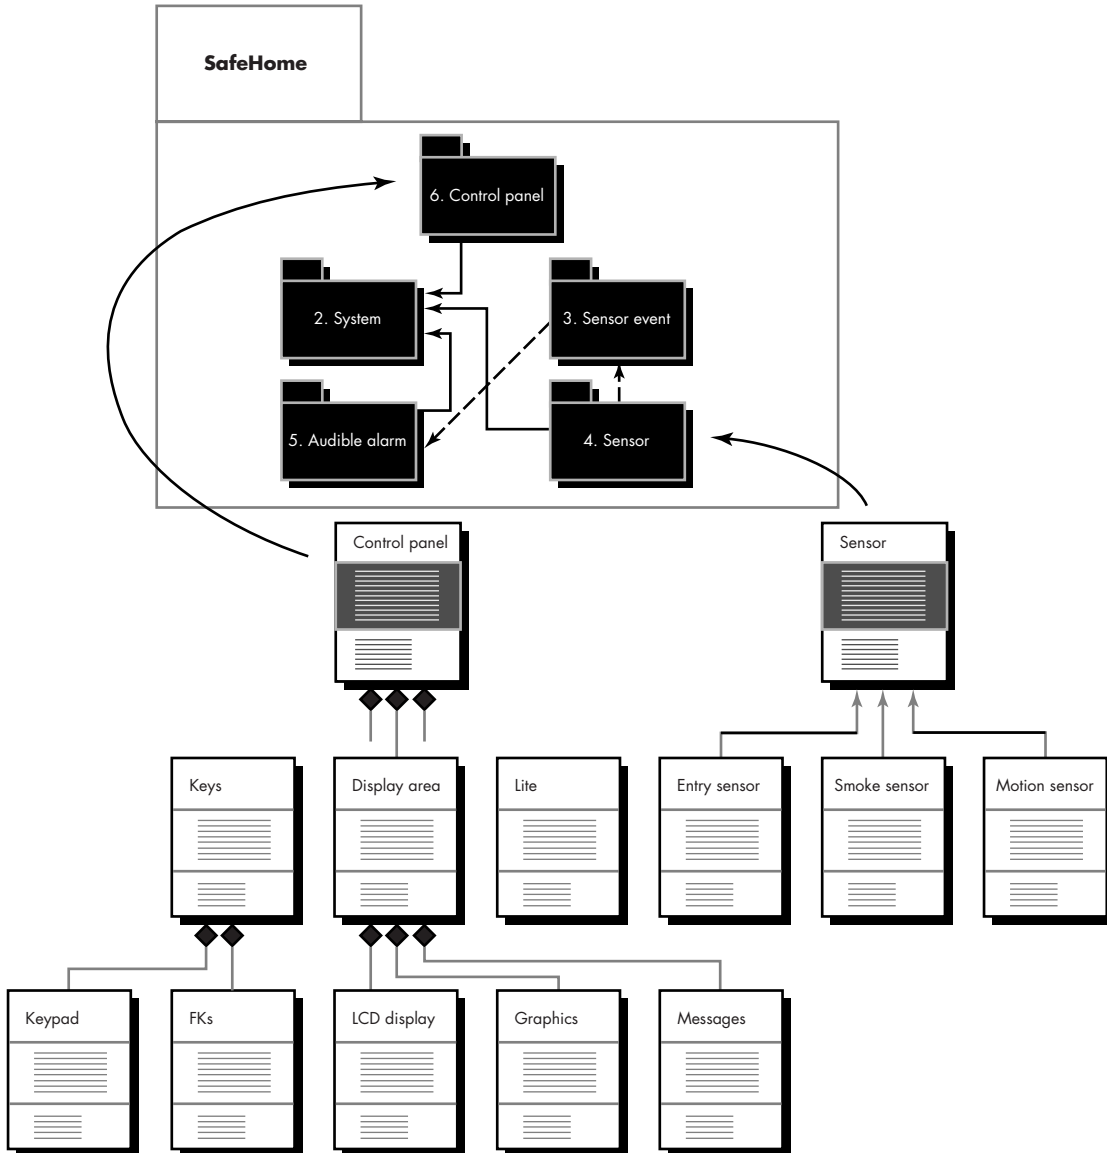 SafeHome
6. Control panel
2. System
3. Sensor event
5. Audible alarm
4. Sensor
Control panel
Sensor
Keys
Display area
Lite
Entry sensor
Smoke sensor
Motion sensor
Keypad
FKs
LCD display
Graphics
Messages